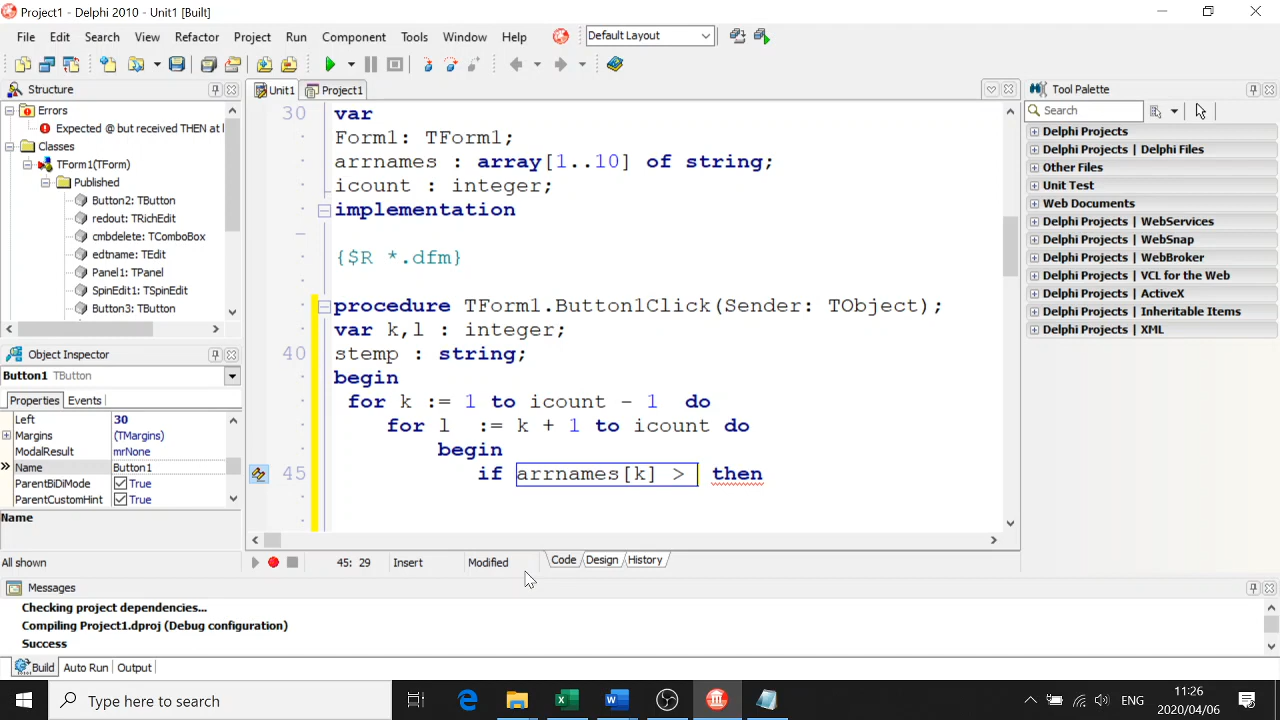 Project1 - Delphi 2010 - Unit1 [Built]
File Edit Search View Refactor Project Run Component Tools Window Help Default Layout
Structure
Errors
Expected @ but received THEN at l
Classes
TForm1(TForm)
Published
Button2: TButton
redout: TRichEdit
cmbdelete: TComboBox
edtname: TEdit
Panel1: TPanel
SpinEdit1: TSpinEdit
Button3: TButton
Object Inspector
Button1 TButton
Properties Events
Left 30
Margins (TMargins)
ModalResult mrNone
Name Button1
ParentBiDiMode True
ParentCustomHint True
Name
All shown
Unit1 Project1
30 var
Form1: TForm1;
arrnames : array[1..10] of string;
icount : integer;
implementation
{$R *.dfm}
procedure TForm1.Button1Click(Sender: TObject);
var k,l : integer;
40 stemp : string;
begin
for k := 1 to icount - 1 do
for l := k + 1 to icount do
begin
45 if arrnames[k] > then
45: 29 Insert Modified Code Design History
Tool Palette
Search
Delphi Projects
Delphi Projects | Delphi Files
Other Files
Unit Test
Web Documents
Delphi Projects | WebServices
Delphi Projects | WebSnap
Delphi Projects | WebBroker
Delphi Projects | VCL for the Web
Delphi Projects | ActiveX
Delphi Projects | Inheritable Items
Delphi Projects | XML
Messages
Checking project dependencies...
Compiling Project1.dproj (Debug configuration)
Success
Build Auto Run Output
Type here to search
ENG
11:26
2020/04/06